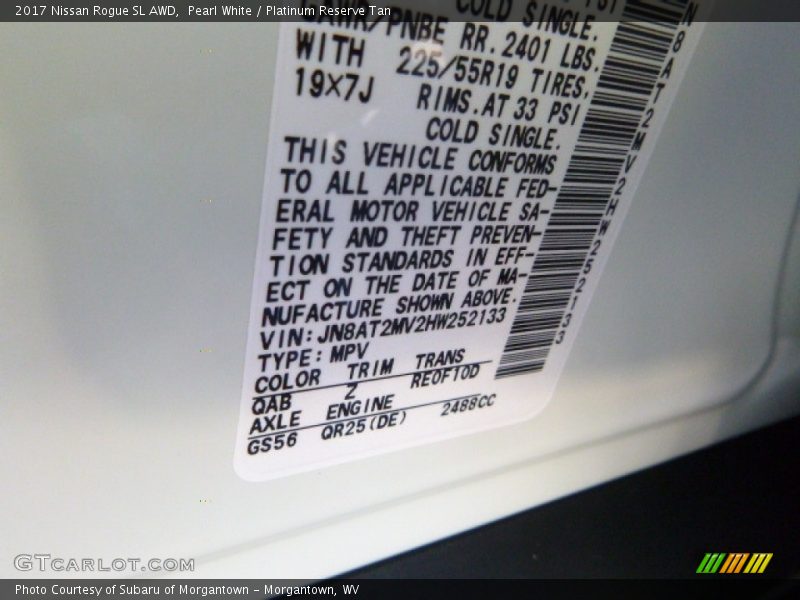 2017 Nissan Rogue SL AWD, Pearl White / Platinum Reserve Tan
COLD SINGLE.
GAWR/PNBE RR. 2401 LBS.
WITH 225/55R19 TIRES,
19×7J RIMS. AT 33 PSI
COLD SINGLE.
THIS VEHICLE CONFORMS
TO ALL APPLICABLE FED-
ERAL MOTOR VEHICLE SA-
FETY AND THEFT PREVEN-
TION STANDARDS IN EFF-
ECT ON THE DATE OF MA-
NUFACTURE SHOWN ABOVE.
VIN: JN8AT2MV2HW252133
TYPE: MPV
COLOR TRIM TRANS
QAB Z RE0F10D
AXLE ENGINE
GS56 QR25(DE) 2488CC
N8AT2MV2HW252133
GTCARLOT.COM
Photo Courtesy of Subaru of Morgantown - Morgantown, WV